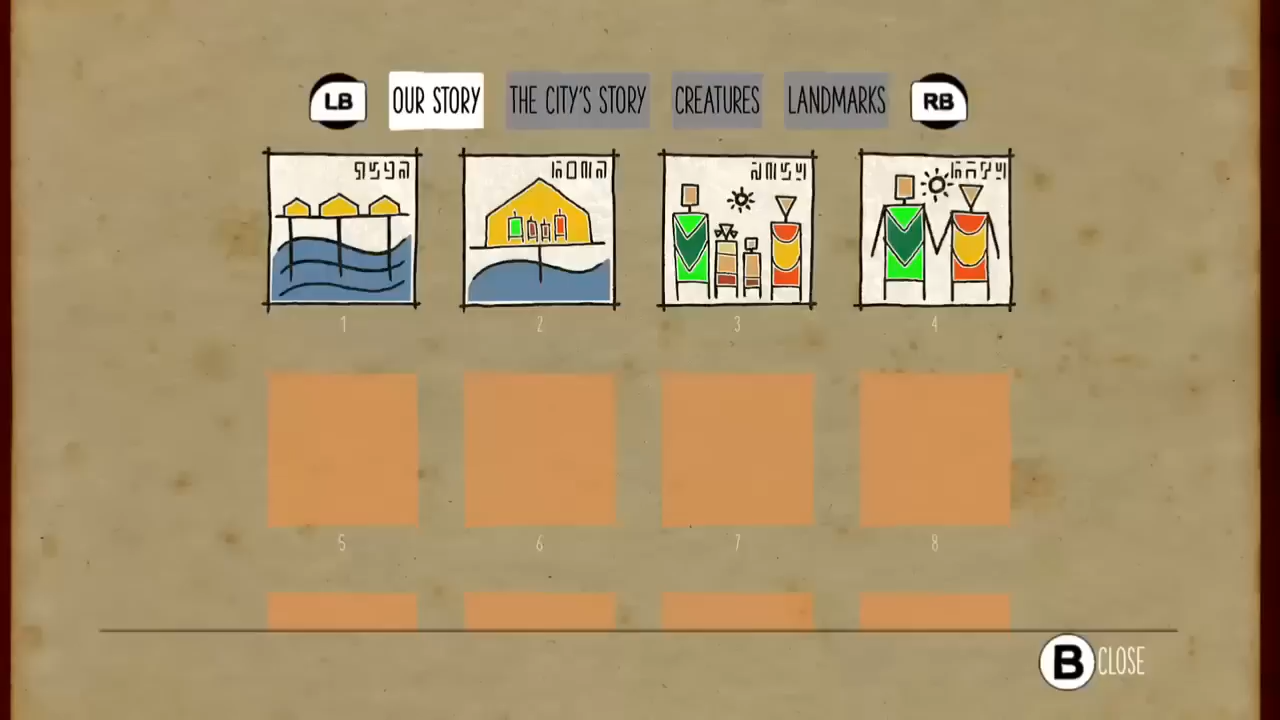 LB OUR STORY THE CITY'S STORY CREATURES LANDMARKS RB
1 2 3 4
5 6 7 8
B CLOSE